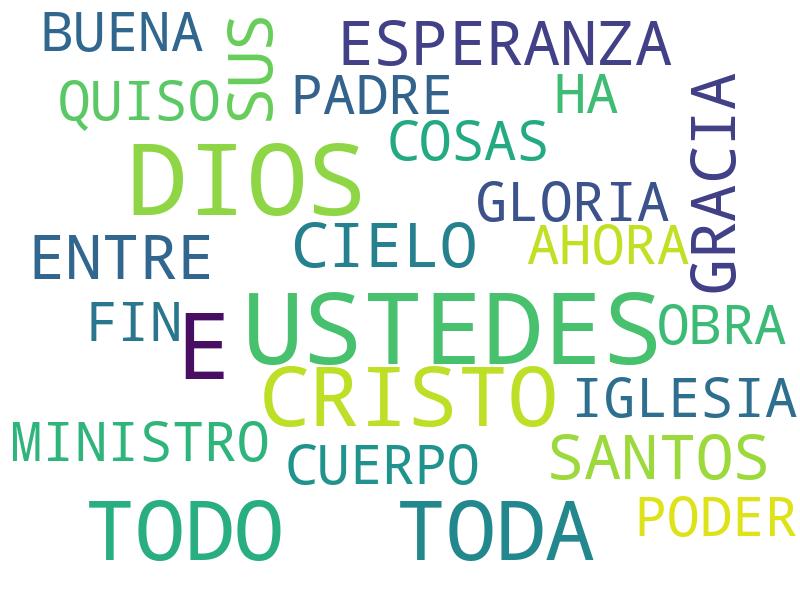 BUENA
SUS
ESPERANZA
QUISO
PADRE
HA
GRACIA
COSAS
DIOS
GLORIA
ENTRE
CIELO
AHORA
FIN
E
USTEDES
OBRA
CRISTO
IGLESIA
MINISTRO
CUERPO
SANTOS
TODO
TODA
PODER